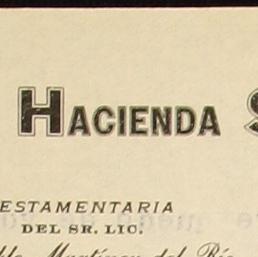 HACIENDA S
ESTAMENTARIA
DEL SR. LIC.
Martínez del Río